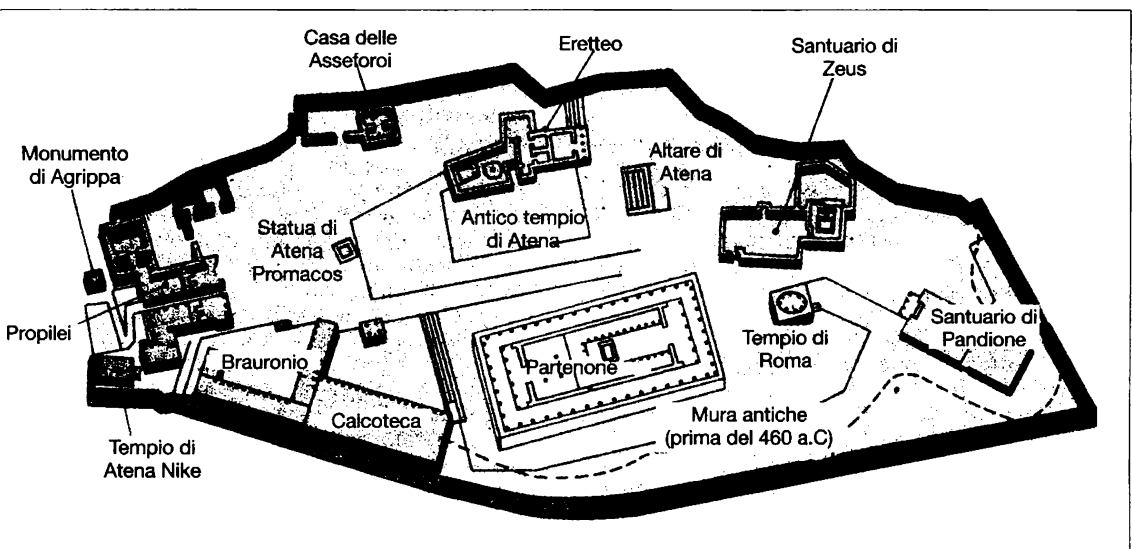 Casa delle
Asseforoi
Eretteo
Santuario di
Zeus
Monumento
di Agrippa
Altare di
Atena
Statua di
Atena
Promacos
Antico tempio
di Atena
Propilei
Brauronio
Partenone
Tempio di
Roma
Santuario di
Pandione
Calcoteca
Mura antiche
(prima del 460 a.C)
Tempio di
Atena Nike